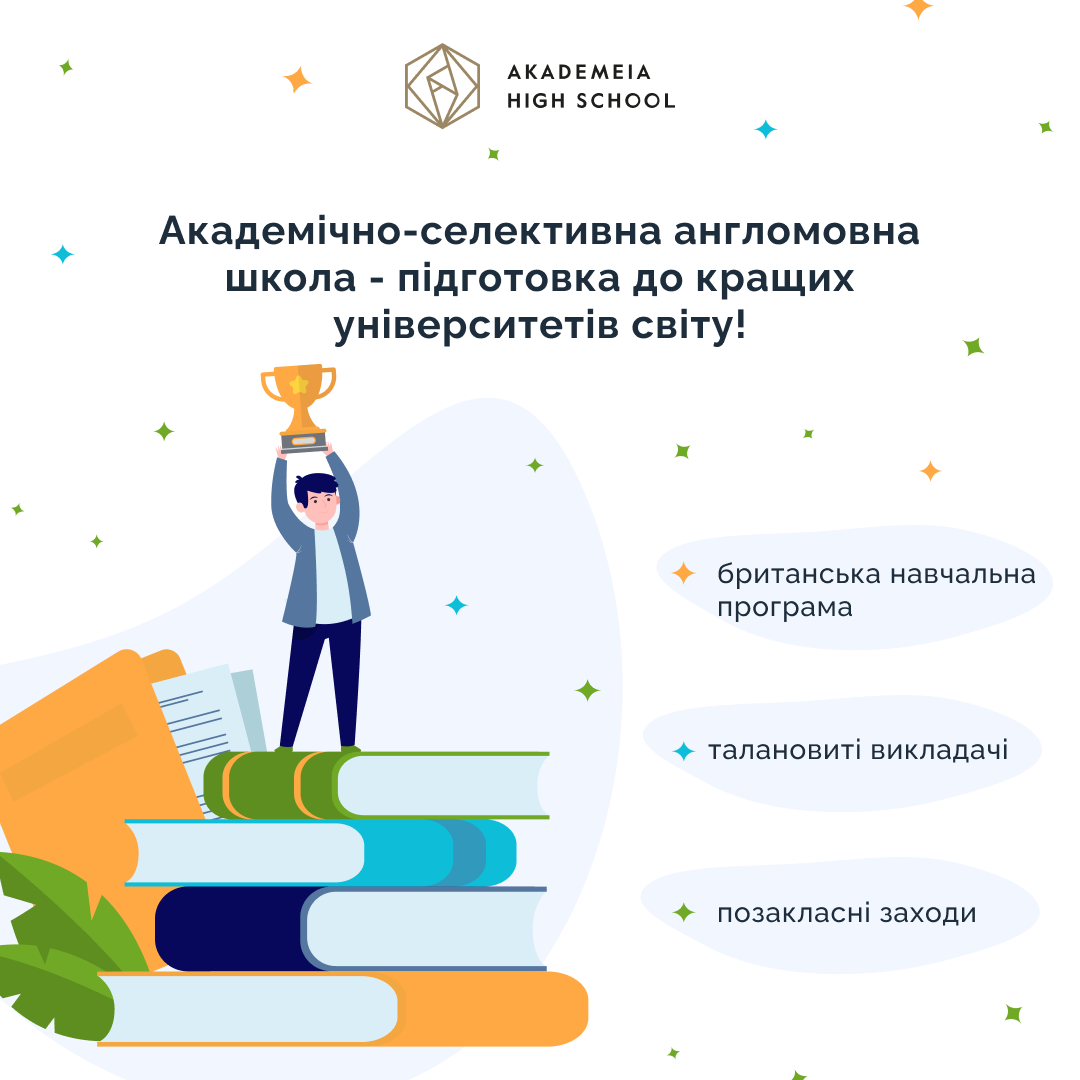 AKADEMEIA
HIGH SCHOOL
Академічно-селективна англомовна
школа - підготовка до кращих
університетів світу!
британська навчальна
програма
талановиті викладачі
позакласні заходи